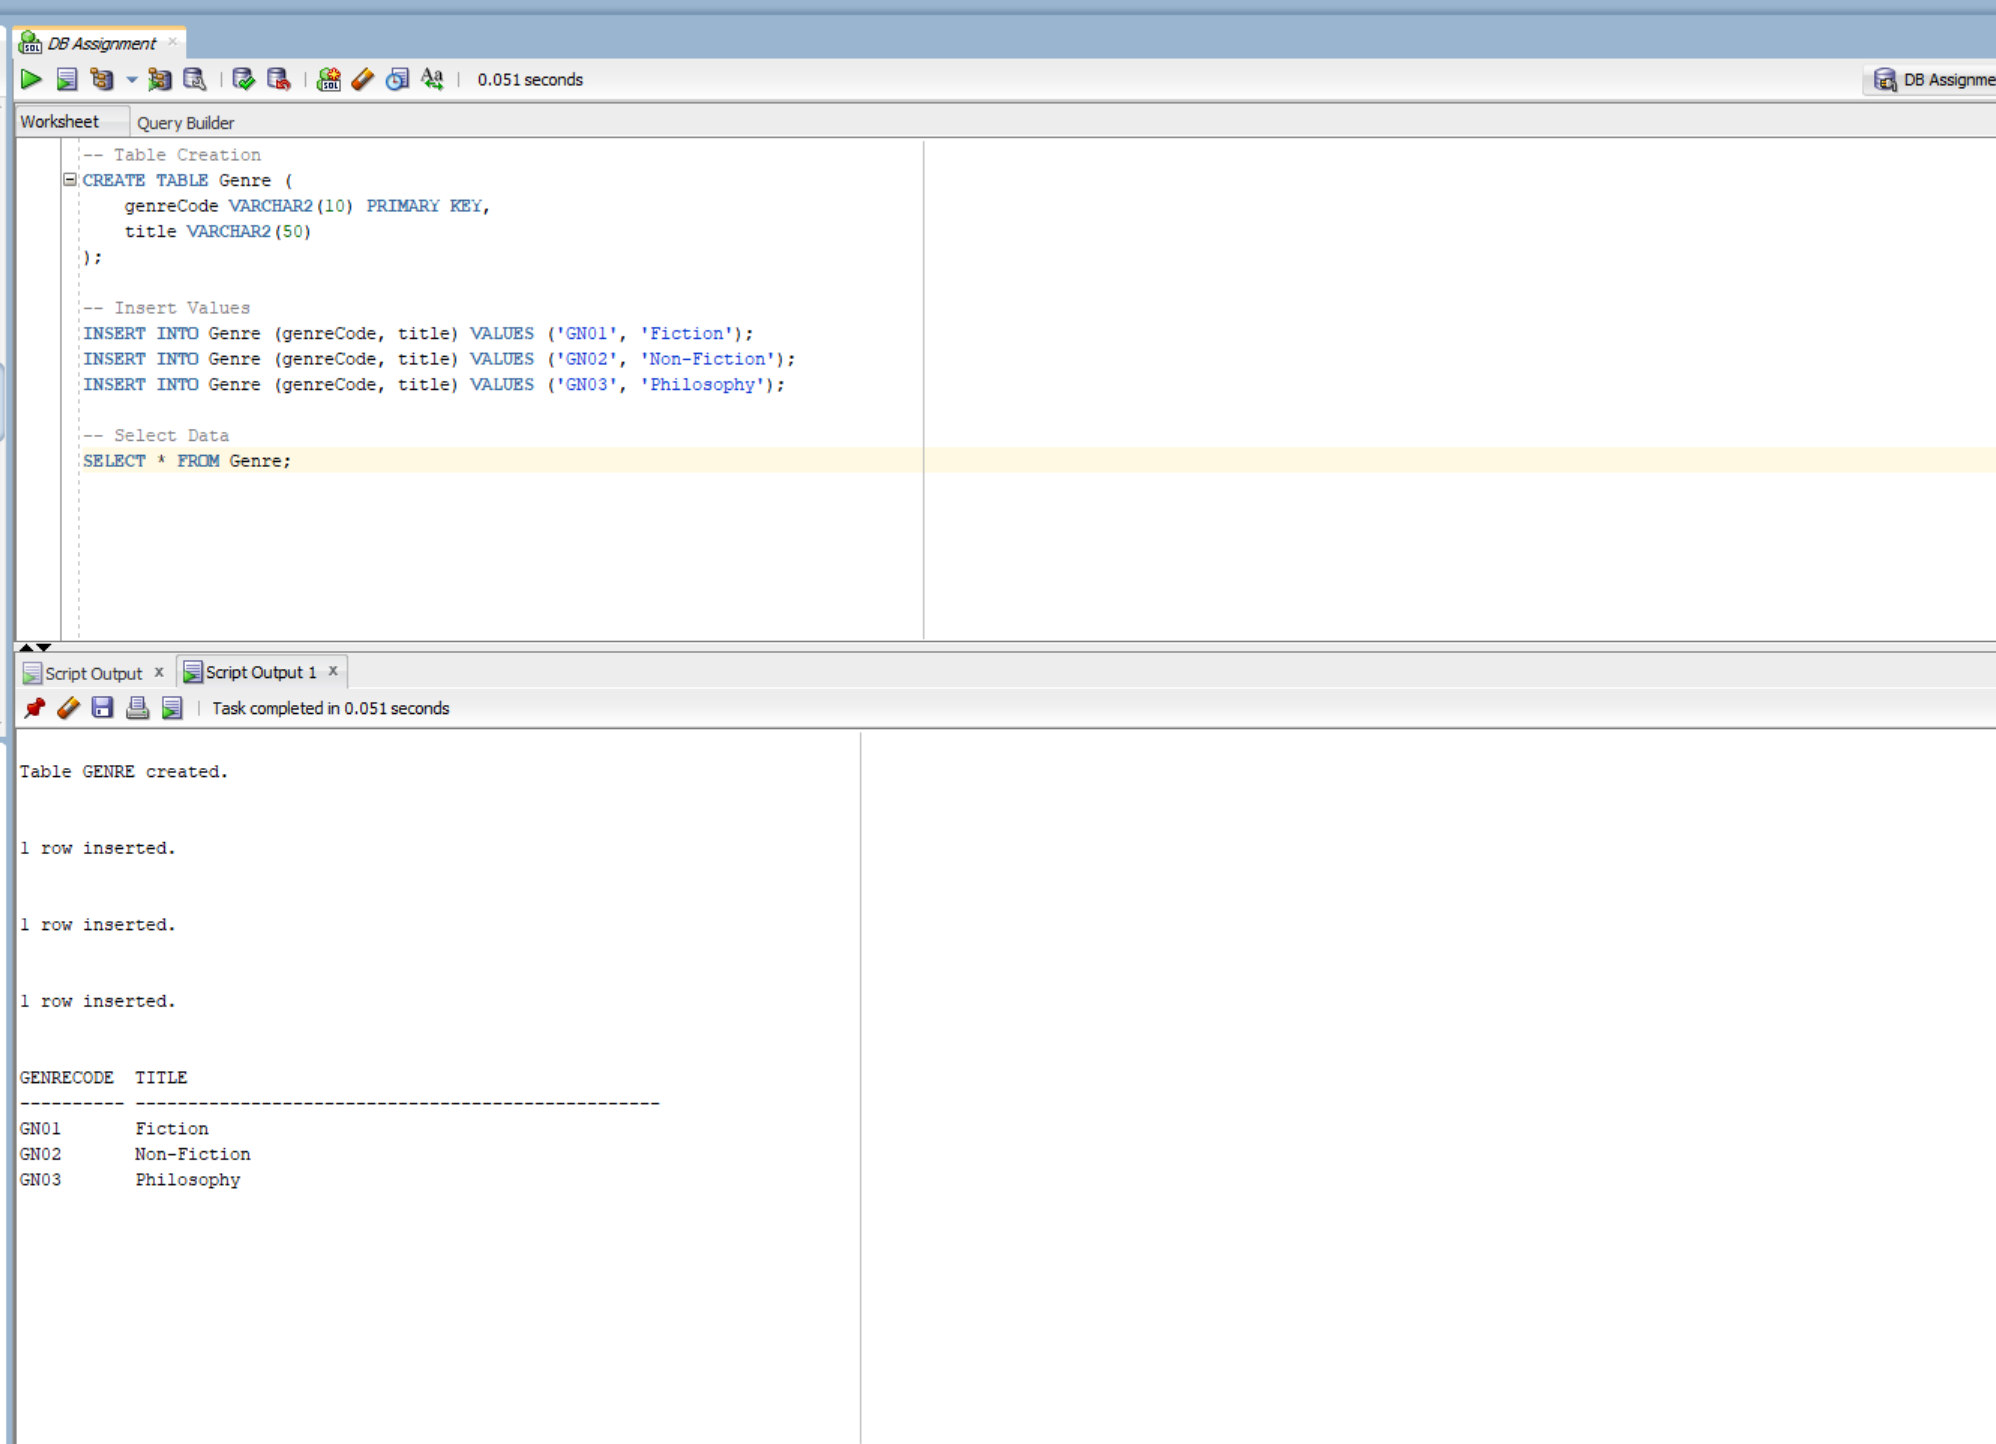 DB Assignment
0.051 seconds
DB Assignme
Worksheet Query Builder
-- Table Creation
CREATE TABLE Genre (
    genreCode VARCHAR2(10) PRIMARY KEY,
    title VARCHAR2(50)
);
-- Insert Values
INSERT INTO Genre (genreCode, title) VALUES ('GN01', 'Fiction');
INSERT INTO Genre (genreCode, title) VALUES ('GN02', 'Non-Fiction');
INSERT INTO Genre (genreCode, title) VALUES ('GN03', 'Philosophy');
-- Select Data
SELECT * FROM Genre;
Script Output x Script Output 1 x
Task completed in 0.051 seconds
Table GENRE created.
1 row inserted.
1 row inserted.
1 row inserted.
GENRECODE  TITLE
---------- --------------------------------------------------
GN01       Fiction
GN02       Non-Fiction
GN03       Philosophy